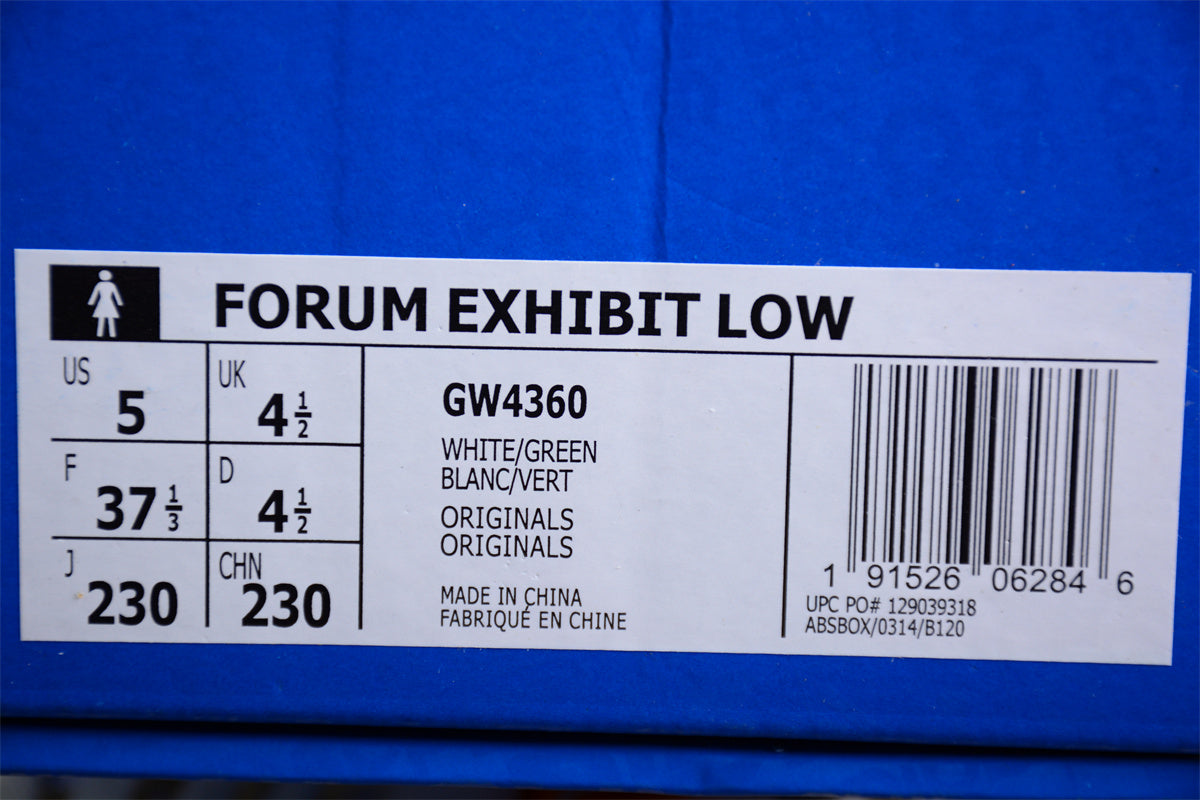 FORUM EXHIBIT LOW
US 5
UK 4 1/2
F 37 1/3
D 4 1/2
J 230
CHN 230
GW4360
WHITE/GREEN
BLANC/VERT
ORIGINALS
ORIGINALS
MADE IN CHINA
FABRIQUÉ EN CHINE
1 91526 06284 6
UPC PO# 129039318
ABSBOX/0314/B120